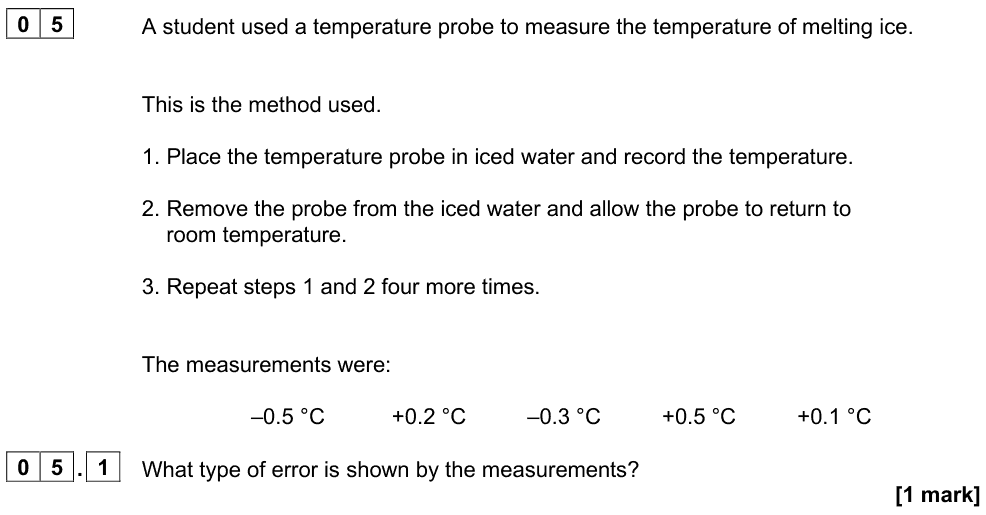 0 5 A student used a temperature probe to measure the temperature of melting ice.
This is the method used.
1. Place the temperature probe in iced water and record the temperature.
2. Remove the probe from the iced water and allow the probe to return to
room temperature.
3. Repeat steps 1 and 2 four more times.
The measurements were:
–0.5 °C +0.2 °C –0.3 °C +0.5 °C +0.1 °C
0 5 . 1 What type of error is shown by the measurements?
[1 mark]